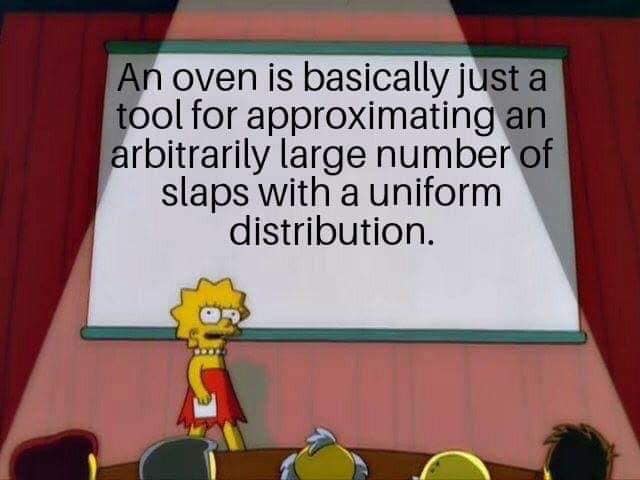 An oven is basically just a
tool for approximating an
arbitrarily large number of
slaps with a uniform
distribution.